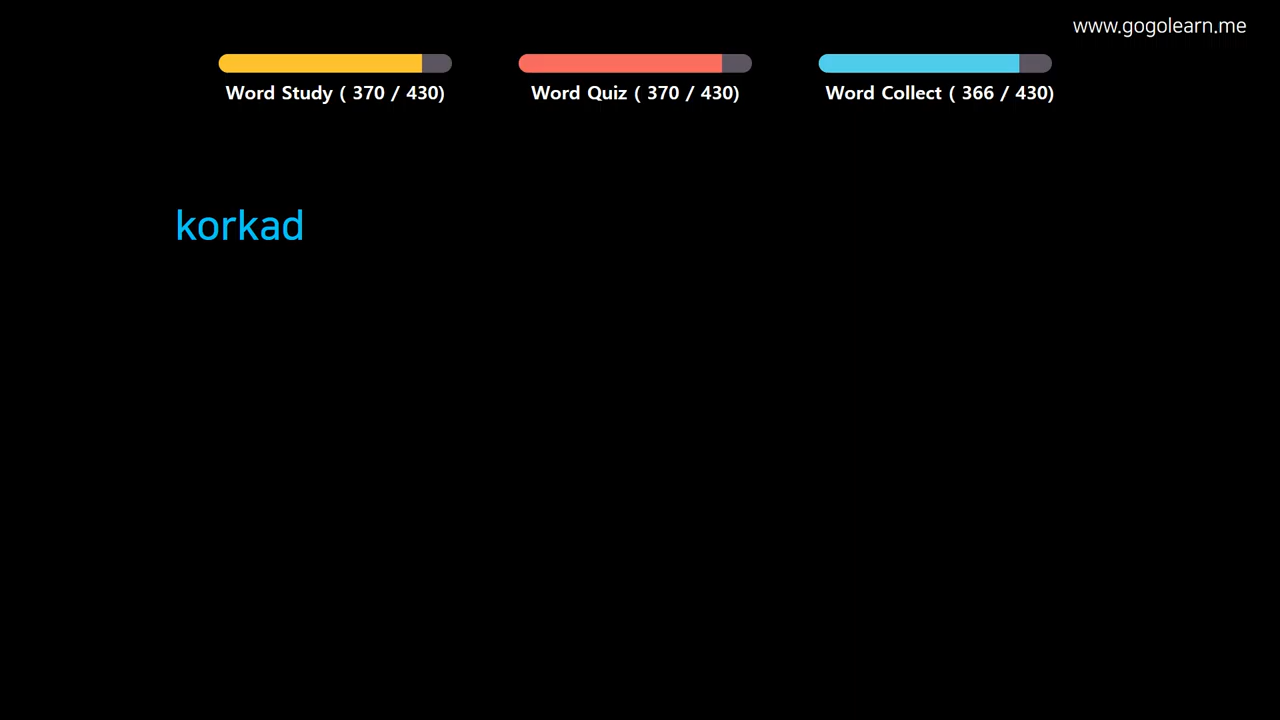 www.gogolearn.me
Word Study ( 370 / 430)
Word Quiz ( 370 / 430)
Word Collect ( 366 / 430)
korkad